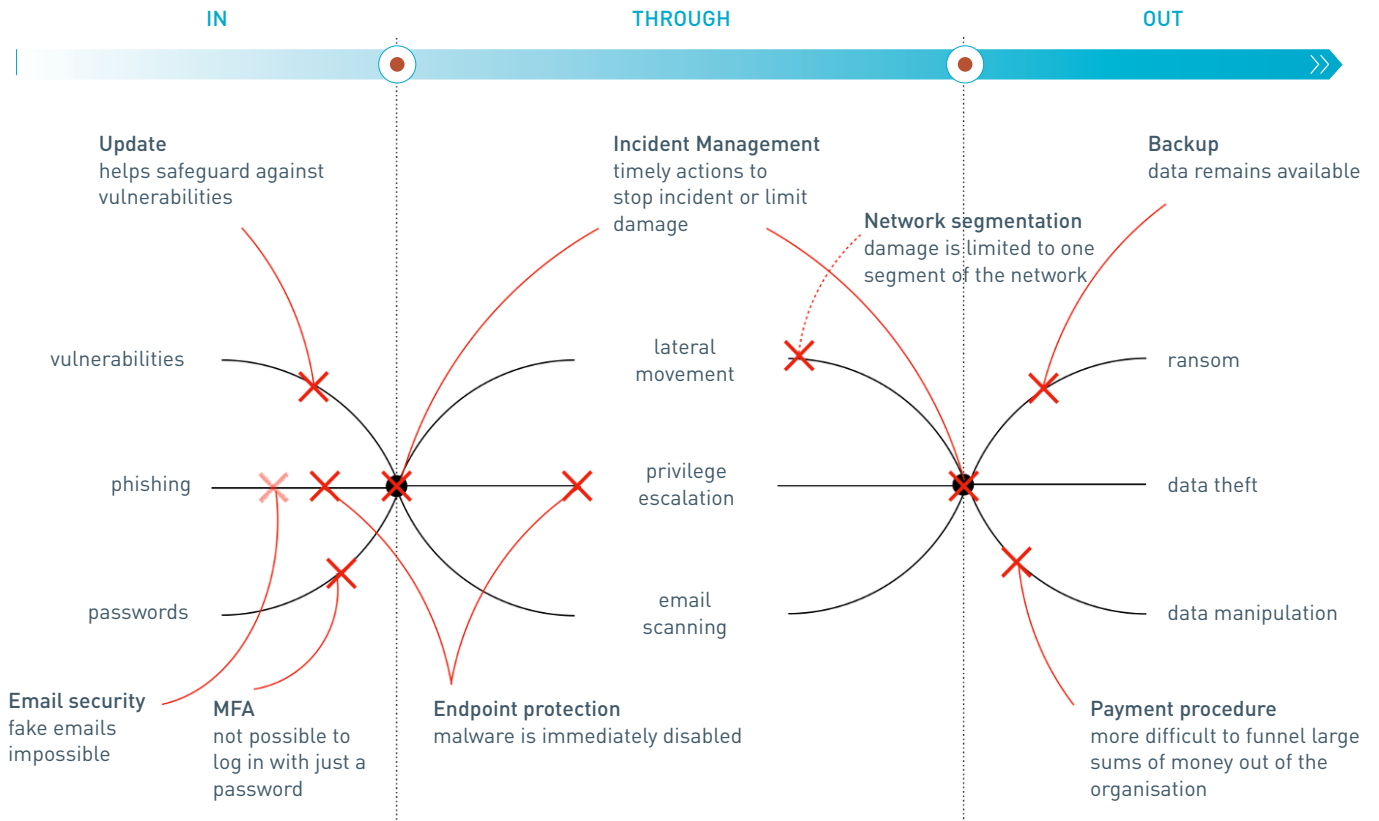 IN
THROUGH
OUT
Update
helps safeguard against
vulnerabilities
Incident Management
timely actions to
stop incident or limit
damage
Backup
data remains available
Network segmentation
damage is limited to one
segment of the network
vulnerabilities
lateral
movement
ransom
phishing
privilege
escalation
data theft
passwords
email
scanning
data manipulation
Email security
fake emails
impossible
MFA
not possible to
log in with just a
password
Endpoint protection
malware is immediately disabled
Payment procedure
more difficult to funnel large
sums of money out of the
organisation